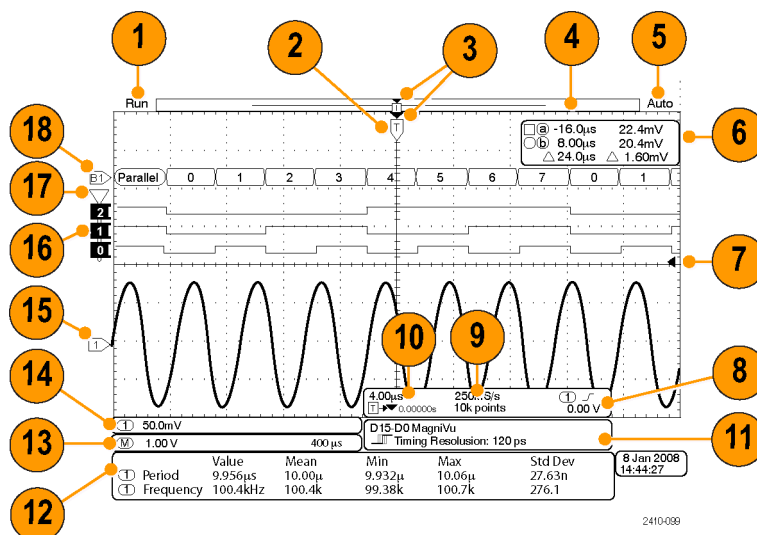 1
2
3
4
5
Run
Auto
6
ⓐ -16.0µs 22.4mV
ⓑ 8.00µs 20.4mV
△ 24.0µs △ 1.60mV
18
B1
Parallel 0 1 2 3 4 5 6 7 0 1
17
2
16
1
0
7
15
1
10
9
8
14
4.00µs
S/s
1
T 0.00000s
10k points
0.00 V
1 50.0mV
13
M 1.00 V 400 µs
D15-D0 MagniVu
Timing Resolusion: 120 ps
11
12
Value Mean Min Max Std Dev
1 Period 9.956µs 10.00µ 9.932µ 10.06µ 27.63n
1 Frequency 100.4kHz 100.4k 99.38k 100.7k 276.1
8 Jan 2008
14:44:27
2410-099